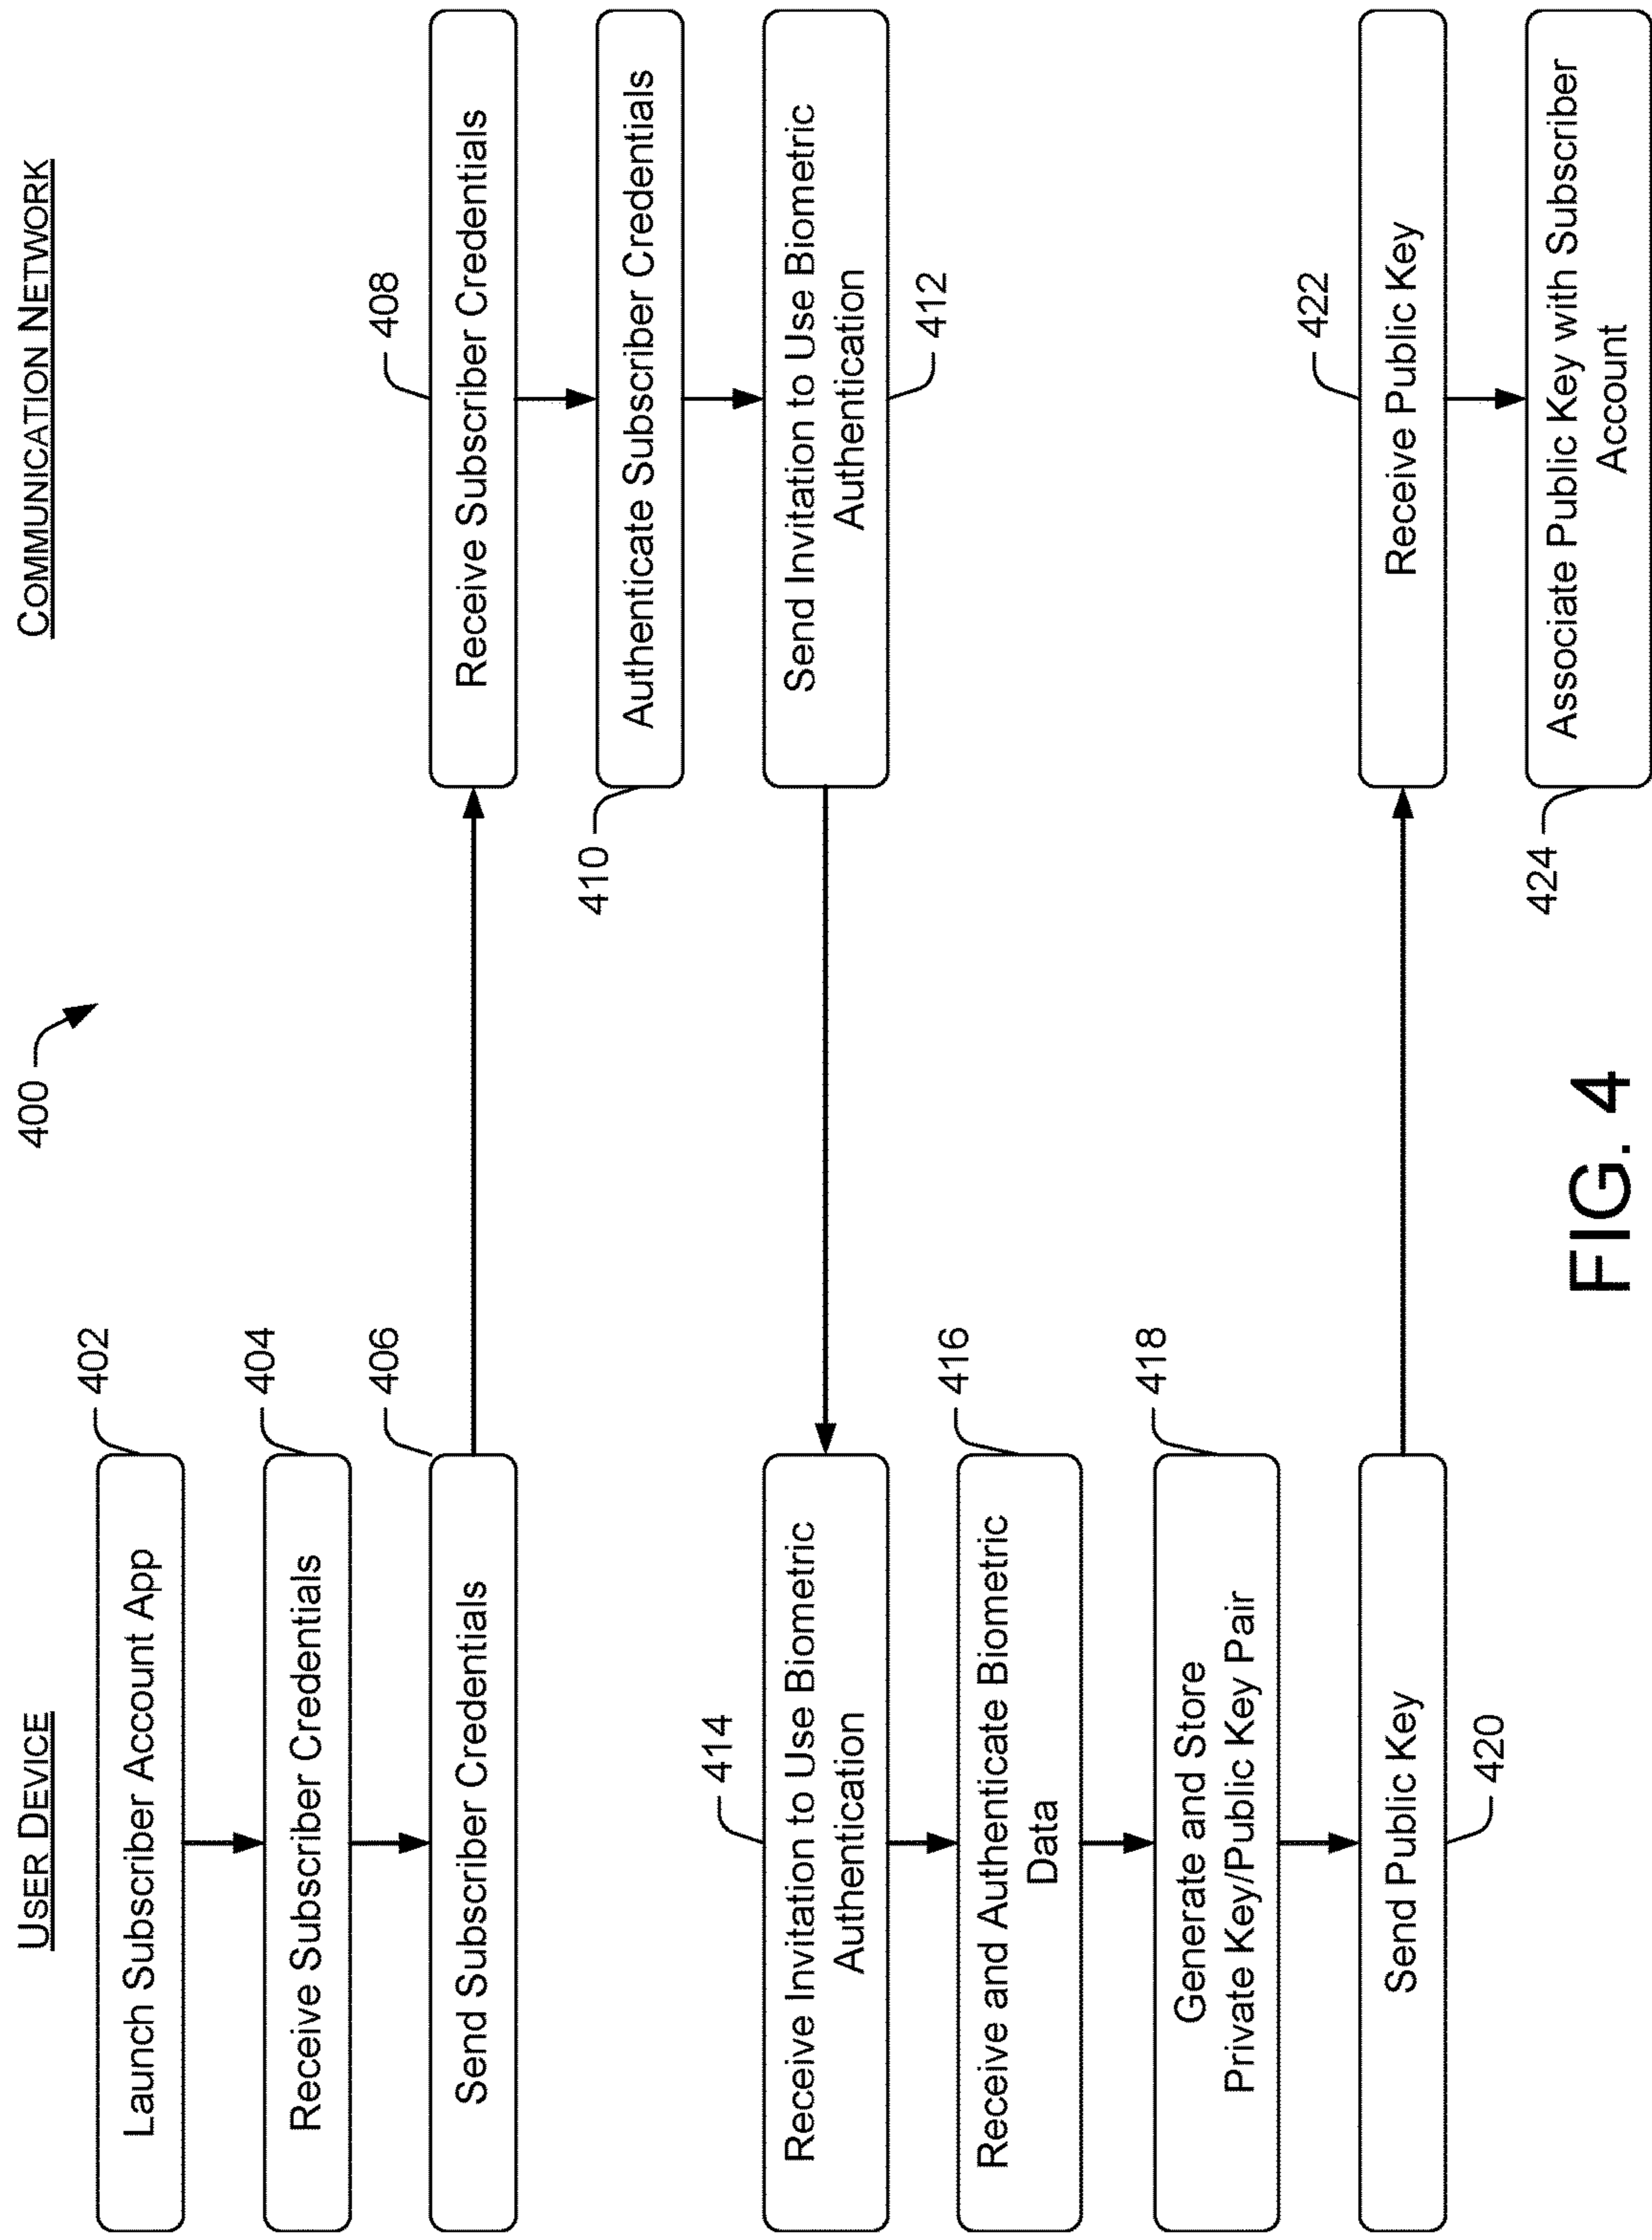 400
USER DEVICE
COMMUNICATION NETWORK
402
Launch Subscriber Account App
404
Receive Subscriber Credentials
406
Send Subscriber Credentials
408
Receive Subscriber Credentials
410
Authenticate Subscriber Credentials
Send Invitation to Use Biometric
Authentication
412
414
Receive Invitation to Use Biometric
Authentication
416
Receive and Authenticate Biometric
Data
418
Generate and Store
Private Key/Public Key Pair
Send Public Key
420
422
Receive Public Key
424
Associate Public Key with Subscriber
Account
FIG. 4